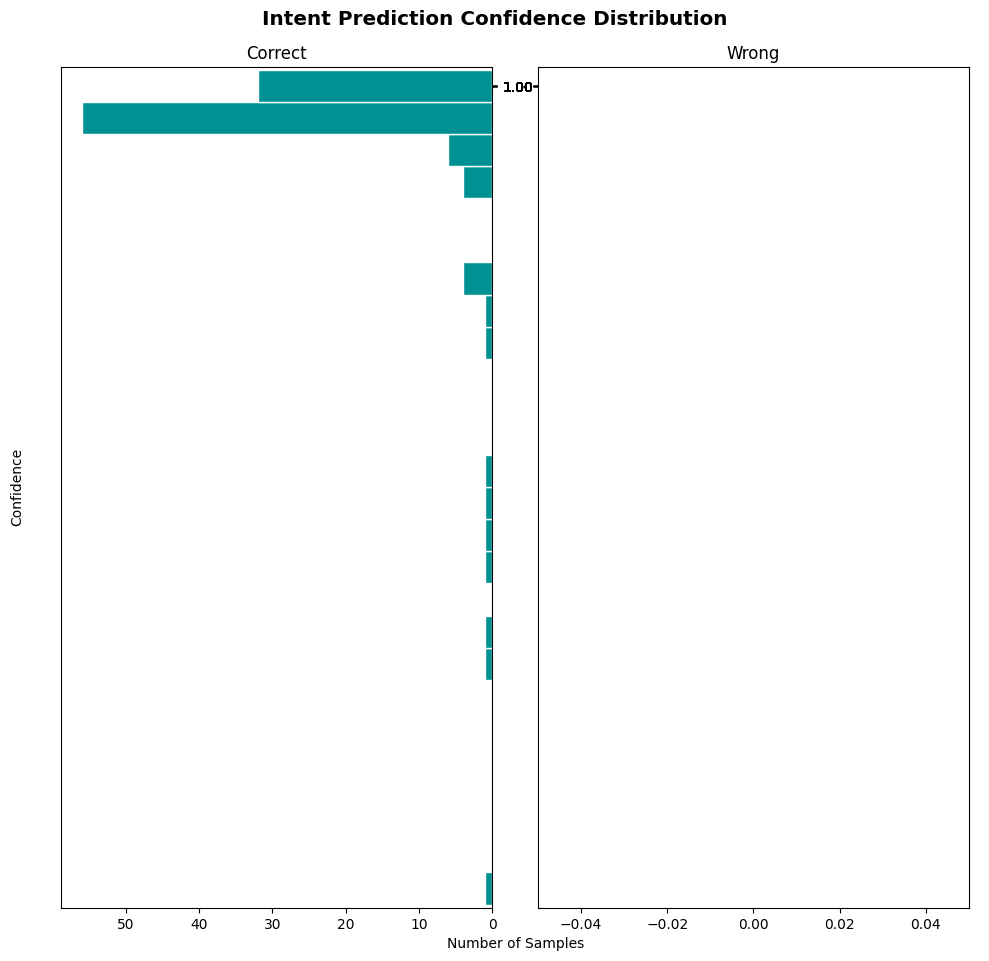 Intent Prediction Confidence Distribution
Correct
Wrong
1.00
Confidence
50 40 30 20 10 0
−0.04 −0.02 0.00 0.02 0.04
Number of Samples